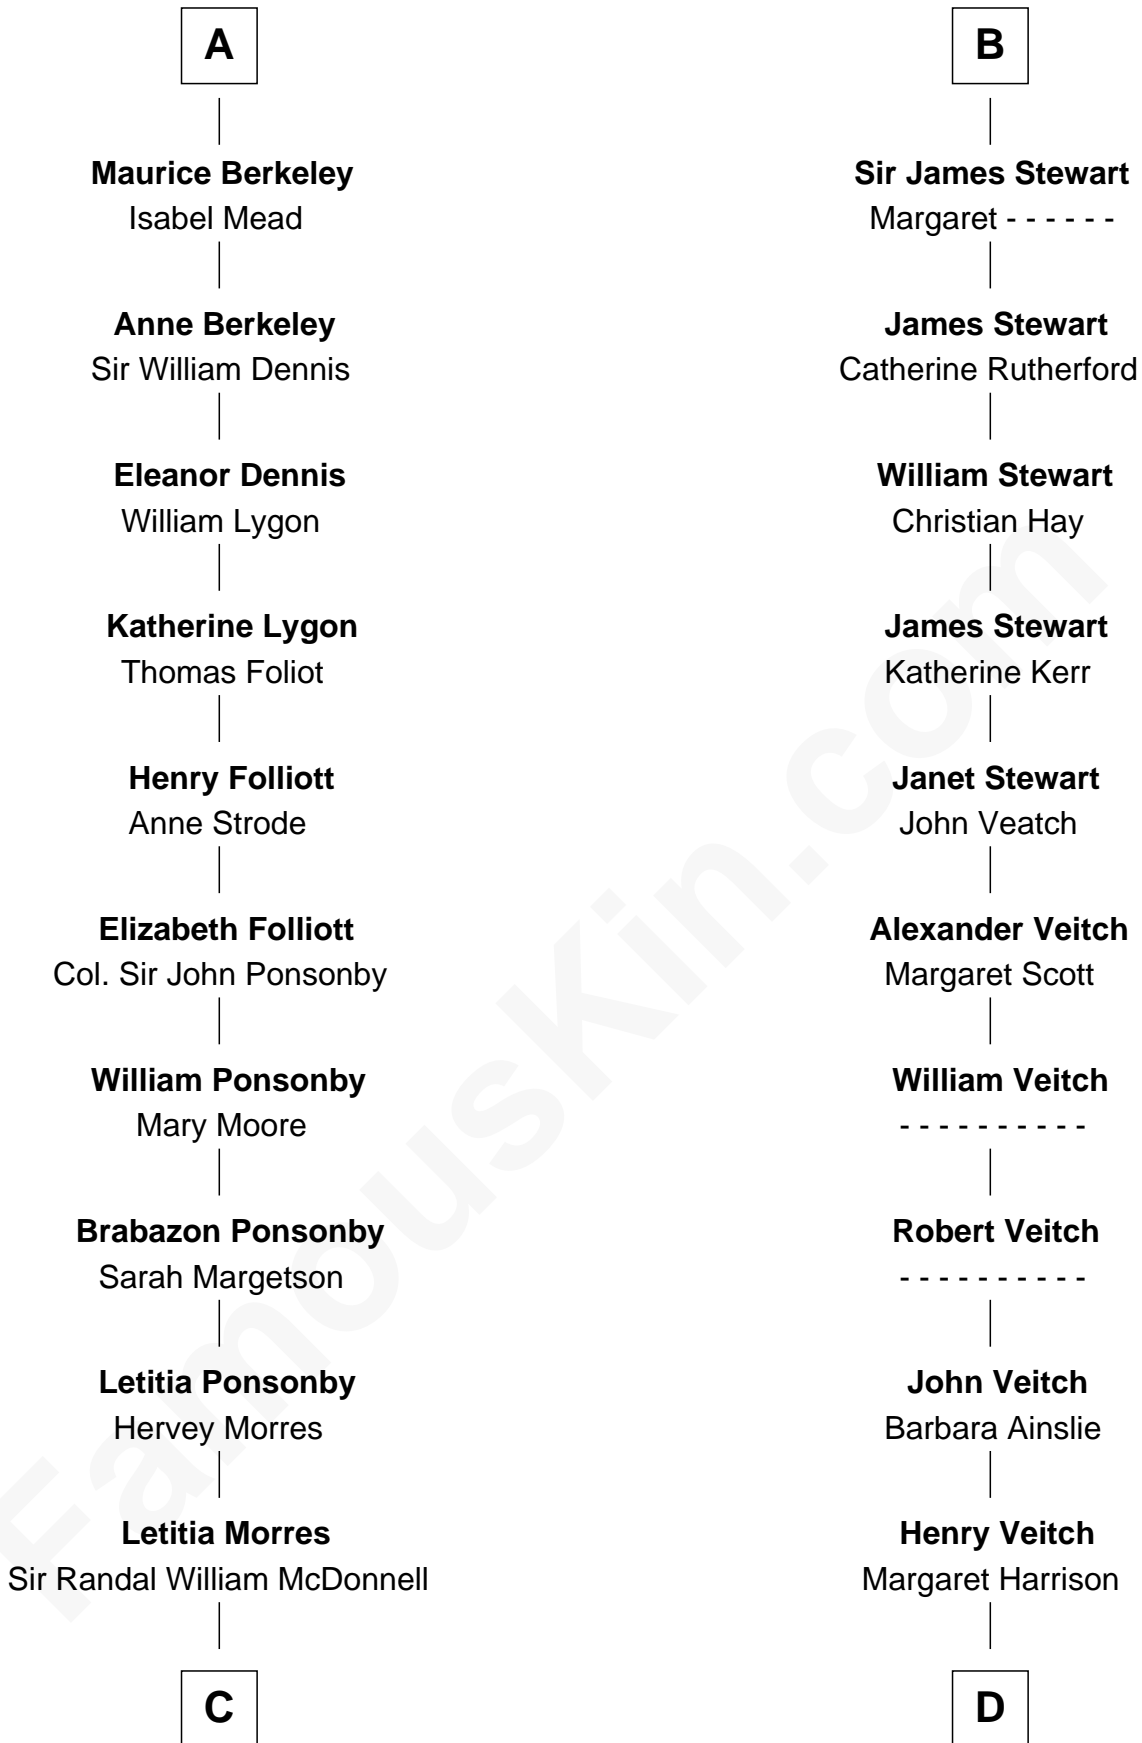 A
Maurice Berkeley
Isabel Mead
Anne Berkeley
Sir William Dennis
Eleanor Dennis
William Lygon
Katherine Lygon
Thomas Foliot
Henry Folliott
Anne Strode
Elizabeth Folliott
Col. Sir John Ponsonby
William Ponsonby
Mary Moore
Brabazon Ponsonby
Sarah Margetson
Letitia Ponsonby
Hervey Morres
Letitia Morres
Sir Randal William McDonnell
C
B
Sir James Stewart
Margaret - - - - - -
James Stewart
Catherine Rutherford
William Stewart
Christian Hay
James Stewart
Katherine Kerr
Janet Stewart
John Veatch
Alexander Veitch
Margaret Scott
William Veitch
- - - - - - - - - -
Robert Veitch
- - - - - - - - - -
John Veitch
Barbara Ainslie
Henry Veitch
Margaret Harrison
D
FamousKin.com